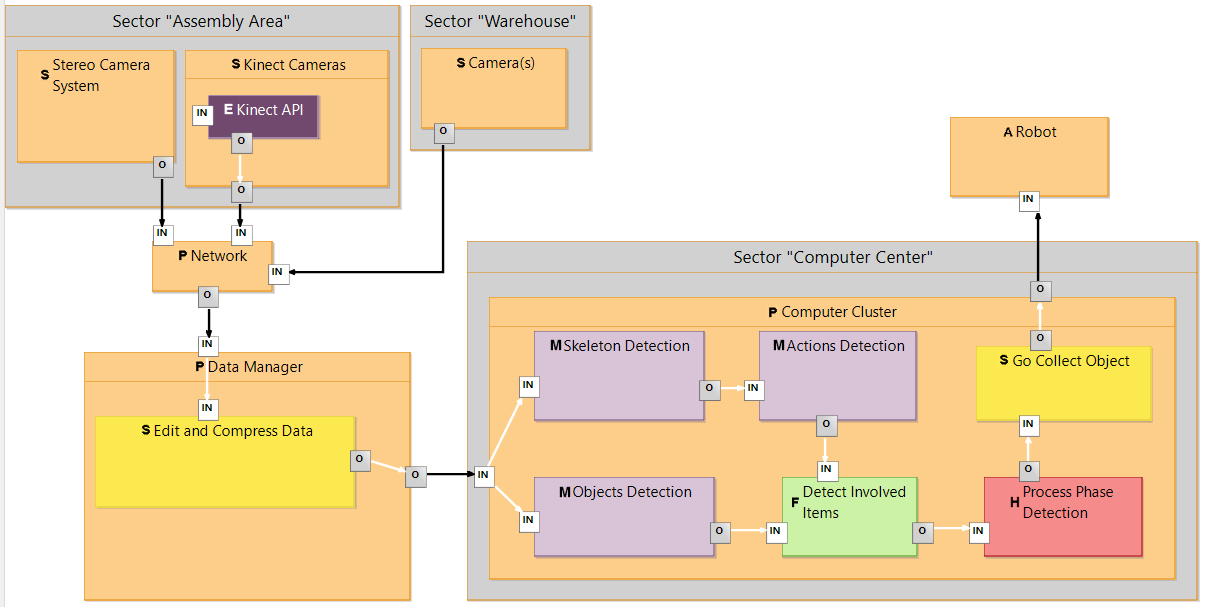 Sector "Assembly Area"
Sector "Warehouse"
S Stereo Camera
System
S Kinect Cameras
S Camera(s)
IN
E Kinect API
O
O
O
O
A Robot
IN
IN
IN
P Network
IN
IN
O
Sector "Computer Center"
O
P Computer Cluster
IN
P Data Manager
O
M Skeleton Detection
M Actions Detection
S Go Collect Object
IN
O
IN
IN
S Edit and Compress Data
O
IN
O
O
IN
IN
O
M Objects Detection
F Detect Involved
Items
H Process Phase
Detection
IN
O
IN
O
IN